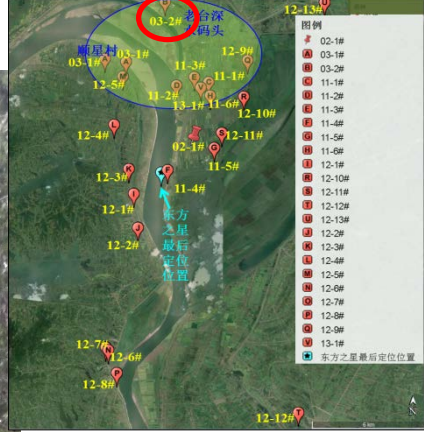 12-13#
03-2#
老台深
水码头
顺星村
03-1#
03-1#
12-9#
11-3#
11-1#
12-5#
11-2#
13-1#
11-6#
12-10#
12-4#
02-1#
12-11#
11-5#
12-3#
11-4#
12-1#
东方
之星
最后
定位
位置
12-2#
12-7#
12-6#
12-8#
12-12#
图例
02-1#
A 03-1#
B 03-2#
C 11-1#
D 11-2#
E 11-3#
F 11-4#
G 11-5#
H 11-6#
I 12-1#
R 12-10#
S 12-11#
T 12-12#
U 12-13#
J 12-2#
K 12-3#
L 12-4#
M 12-5#
N 12-6#
O 12-7#
P 12-8#
Q 12-9#
V 13-1#
东方之星最后定位位置
N